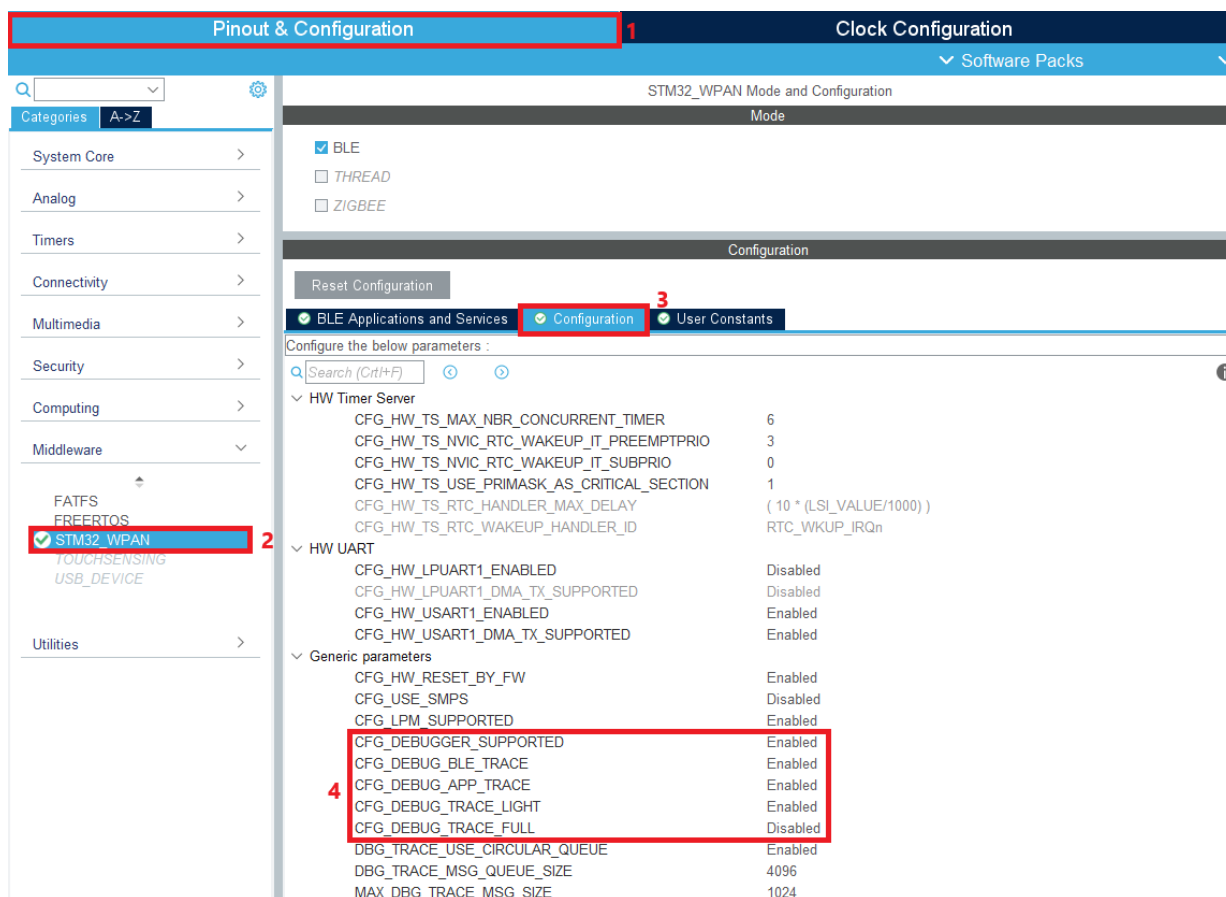 Pinout & Configuration
1
Clock Configuration
Software Packs
STM32_WPAN Mode and Configuration
Categories A->Z
Mode
System Core
Analog
Timers
Connectivity
Multimedia
Security
Computing
Middleware
FATFS
FREERTOS
STM32_WPAN
2
TOUCHSENSING
USB_DEVICE
Utilities
BLE
THREAD
ZIGBEE
Configuration
Reset Configuration
3
BLE Applications and Services Configuration User Constants
Configure the below parameters :
Search (Crtl+F)
HW Timer Server
CFG_HW_TS_MAX_NBR_CONCURRENT_TIMER 6
CFG_HW_TS_NVIC_RTC_WAKEUP_IT_PREEMPTPRIO 3
CFG_HW_TS_NVIC_RTC_WAKEUP_IT_SUBPRIO 0
CFG_HW_TS_USE_PRIMASK_AS_CRITICAL_SECTION 1
CFG_HW_TS_RTC_HANDLER_MAX_DELAY ( 10 * (LSI_VALUE/1000) )
CFG_HW_TS_RTC_WAKEUP_HANDLER_ID RTC_WKUP_IRQn
HW UART
CFG_HW_LPUART1_ENABLED Disabled
CFG_HW_LPUART1_DMA_TX_SUPPORTED Disabled
CFG_HW_USART1_ENABLED Enabled
CFG_HW_USART1_DMA_TX_SUPPORTED Enabled
Generic parameters
CFG_HW_RESET_BY_FW Enabled
CFG_USE_SMPS Disabled
CFG_LPM_SUPPORTED Enabled
CFG_DEBUGGER_SUPPORTED Enabled
CFG_DEBUG_BLE_TRACE Enabled
4
CFG_DEBUG_APP_TRACE Enabled
CFG_DEBUG_TRACE_LIGHT Enabled
CFG_DEBUG_TRACE_FULL Disabled
DBG_TRACE_USE_CIRCULAR_QUEUE Enabled
DBG_TRACE_MSG_QUEUE_SIZE 4096
MAX_DBG_TRACE_MSG_SIZE 1024